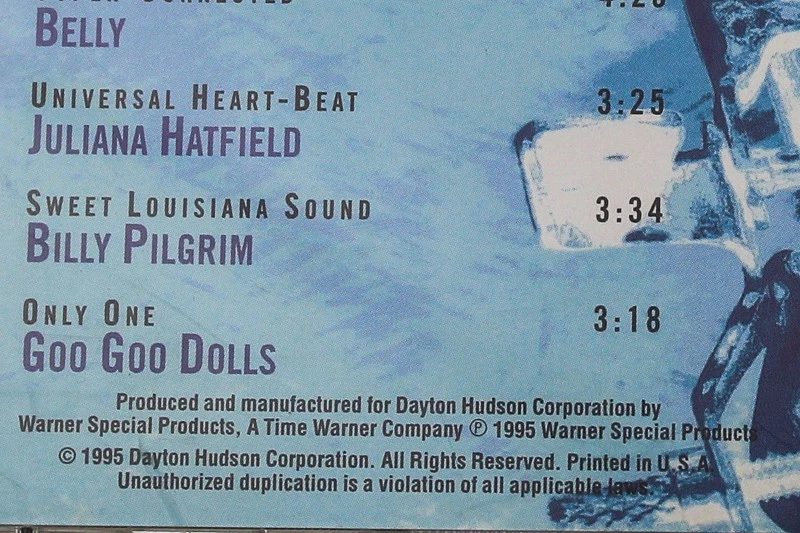 4:20
BELLY
UNIVERSAL HEART-BEAT 3:25
JULIANA HATFIELD
SWEET LOUISIANA SOUND 3:34
BILLY PILGRIM
ONLY ONE 3:18
GOO GOO DOLLS
Produced and manufactured for Dayton Hudson Corporation by
Warner Special Products, A Time Warner Company ℗ 1995 Warner Special Products
© 1995 Dayton Hudson Corporation. All Rights Reserved. Printed in U.S.A.
Unauthorized duplication is a violation of all applicable laws.